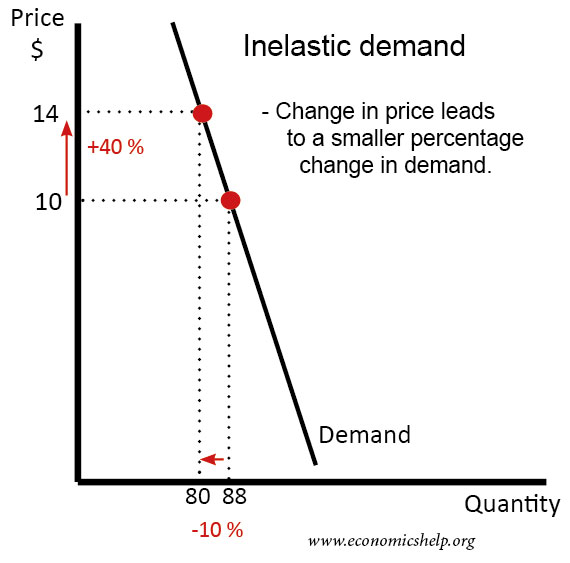 Price
$
Inelastic demand
14
+40 %
- Change in price leads
to a smaller percentage
change in demand.
10
Demand
80 88
Quantity
-10 %
www.economicshelp.org